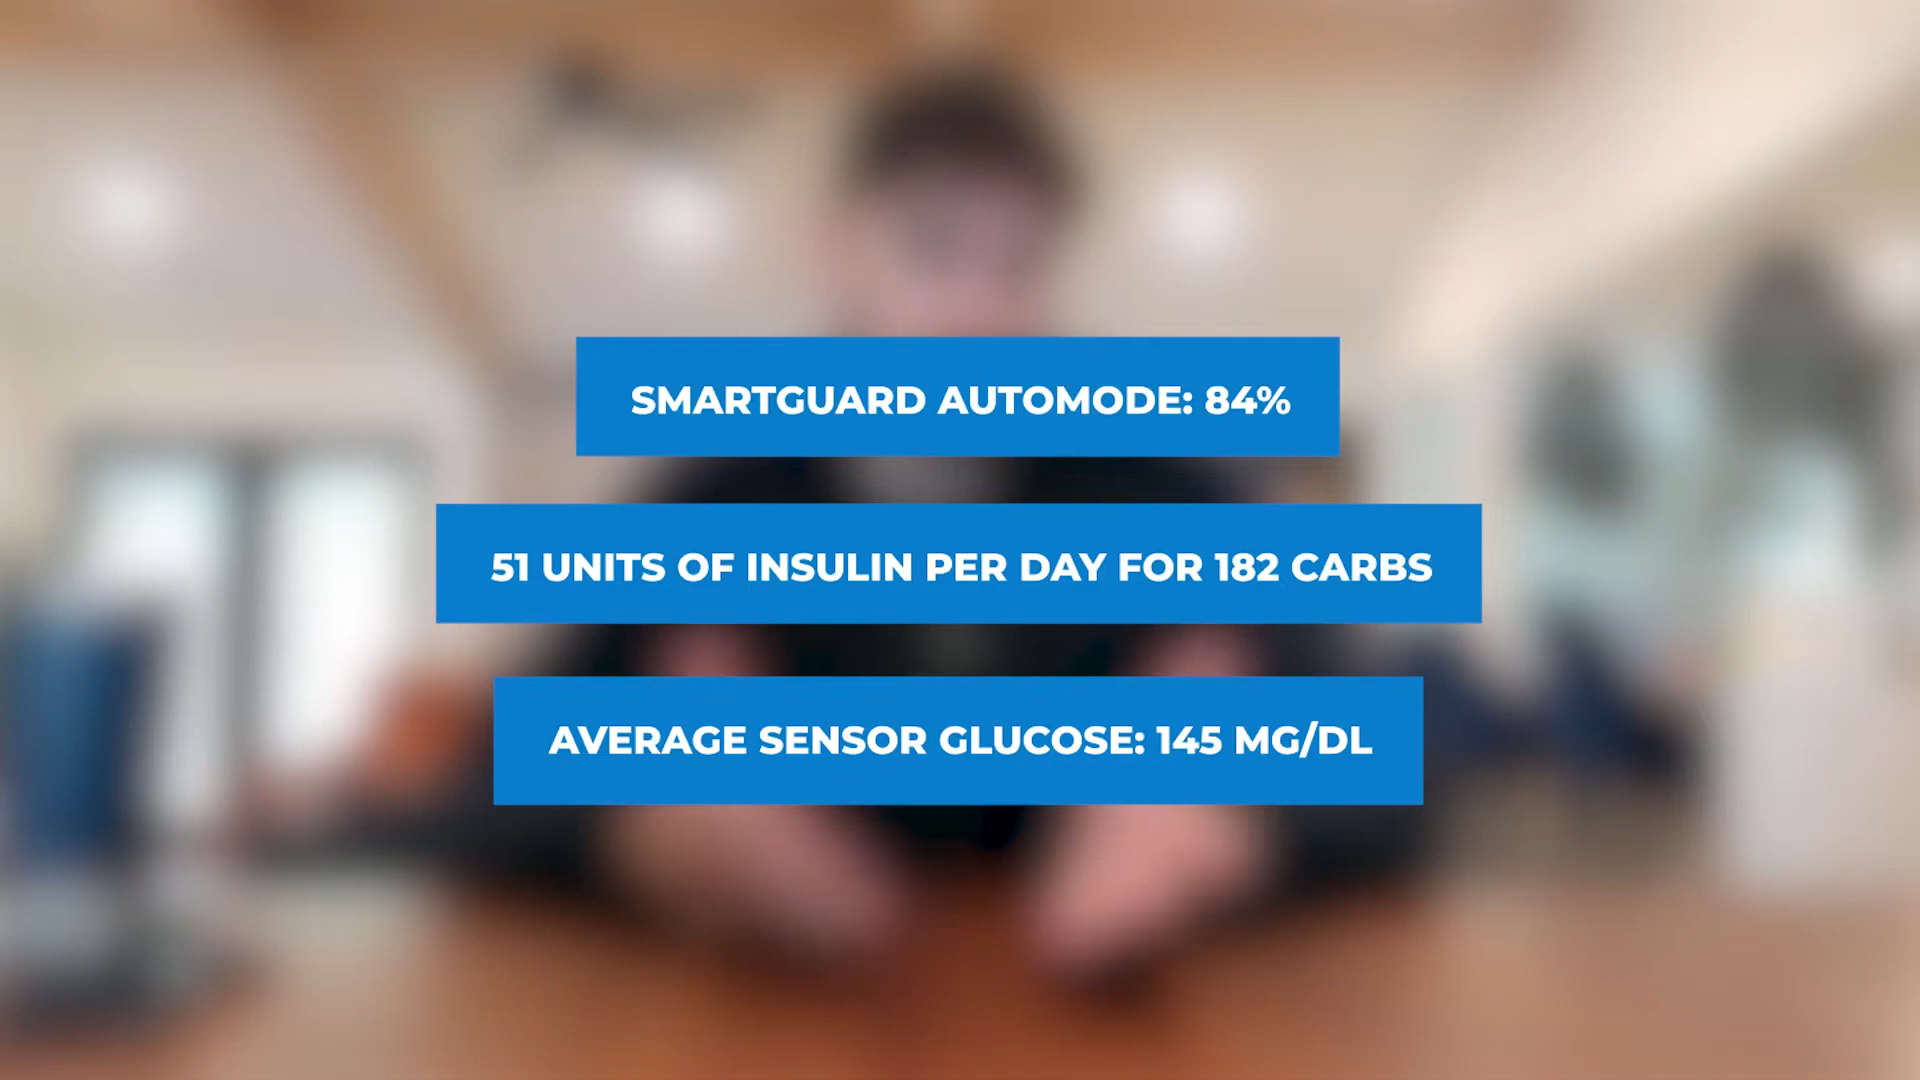 SMARTGUARD AUTOMODE: 84%
51 UNITS OF INSULIN PER DAY FOR 182 CARBS
AVERAGE SENSOR GLUCOSE: 145 MG/DL